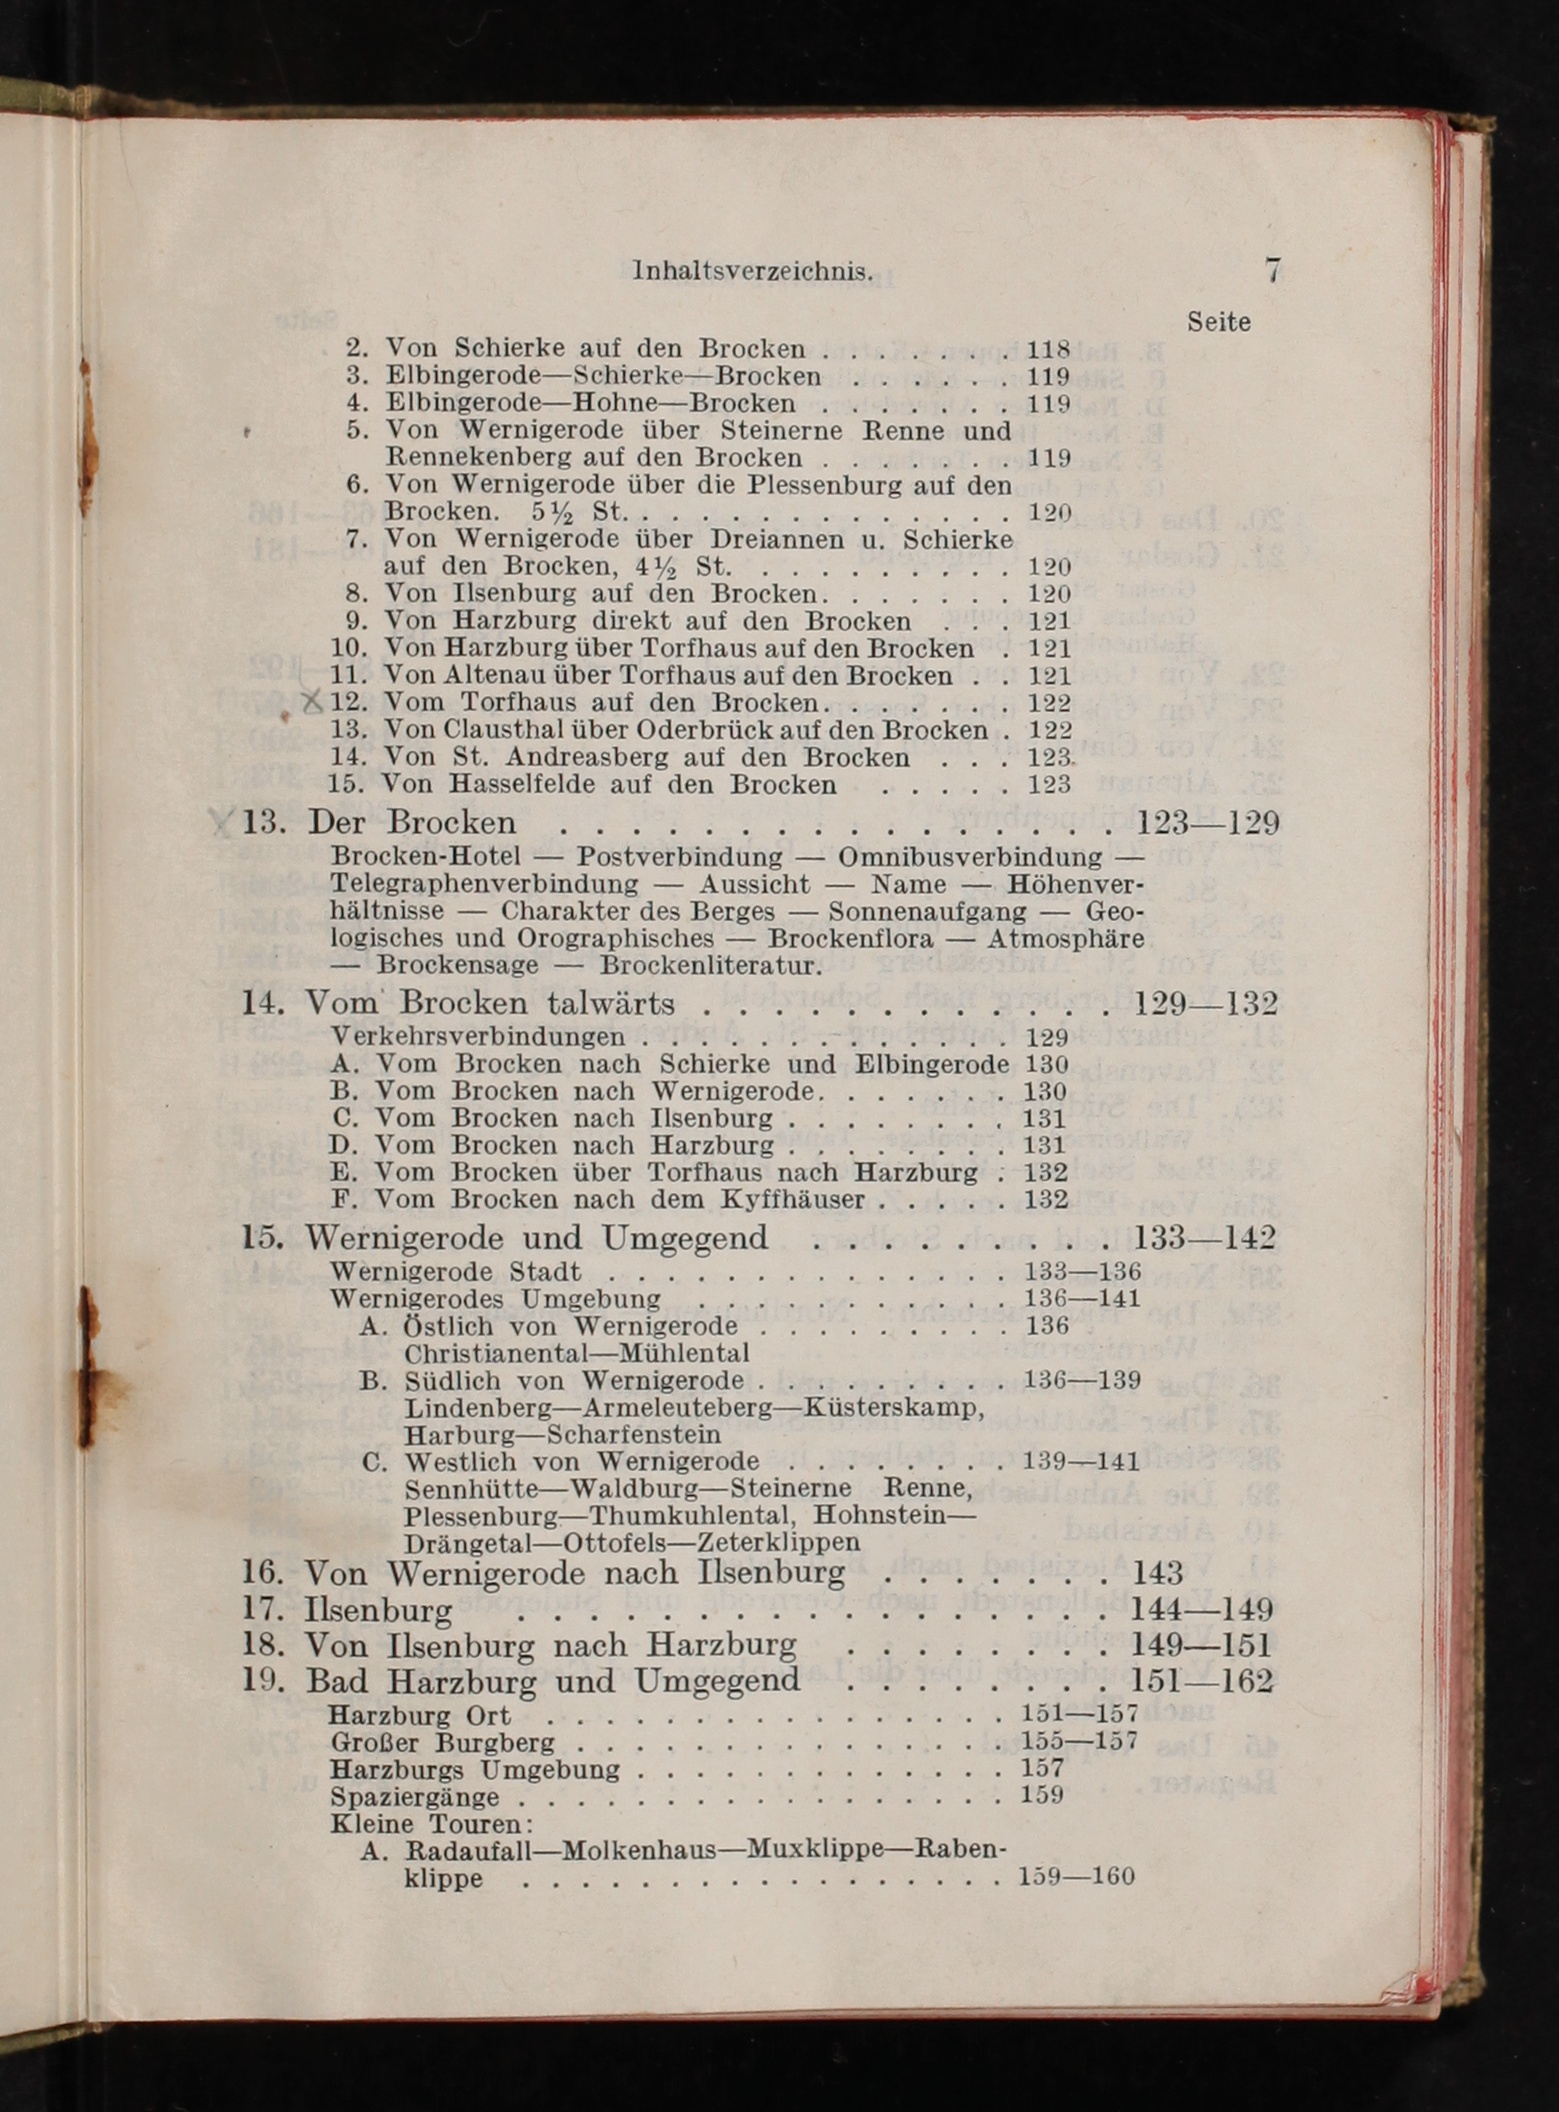 Inhaltsverzeichnis. 7
Seite
2. Von Schierke auf den Brocken . . . . . . . 118
3. Elbingerode—Schierke—Brocken . . . . . . 119
4. Elbingerode—Hohne—Brocken . . . . . . . 119
5. Von Wernigerode über Steinerne Renne und
Rennekenberg auf den Brocken . . . . . . . 119
6. Von Wernigerode über die Plessenburg auf den
Brocken. 5½ St. . . . . . . . . . . . . . 120
7. Von Wernigerode über Dreiannen u. Schierke
auf den Brocken, 4½ St. . . . . . . . . . 120
8. Von Ilsenburg auf den Brocken. . . . . . . 120
9. Von Harzburg direkt auf den Brocken . . . 121
10. Von Harzburg über Torfhaus auf den Brocken . 121
11. Von Altenau über Torfhaus auf den Brocken . . 121
12. Vom Torfhaus auf den Brocken. . . . . . . 122
13. Von Clausthal über Oderbrück auf den Brocken . 122
14. Von St. Andreasberg auf den Brocken . . . 123
15. Von Hasselfelde auf den Brocken . . . . . 123
13. Der Brocken . . . . . . . . . . . . . . . . 123—129
Brocken-Hotel — Postverbindung — Omnibusverbindung —
Telegraphenverbindung — Aussicht — Name — Höhenver-
hältnisse — Charakter des Berges — Sonnenaufgang — Geo-
logisches und Orographisches — Brockenflora — Atmosphäre
— Brockensage — Brockenliteratur.
14. Vom Brocken talwärts . . . . . . . . . . . . 129—132
Verkehrsverbindungen . . . . . . . . . . . . . 129
A. Vom Brocken nach Schierke und Elbingerode 130
B. Vom Brocken nach Wernigerode. . . . . . . 130
C. Vom Brocken nach Ilsenburg . . . . . . . . 131
D. Vom Brocken nach Harzburg . . . . . . . . 131
E. Vom Brocken über Torfhaus nach Harzburg . 132
F. Vom Brocken nach dem Kyffhäuser . . . . . 132
15. Wernigerode und Umgegend . . . . . . . . . 133—142
Wernigerode Stadt . . . . . . . . . . . . . . 133—136
Wernigerodes Umgebung . . . . . . . . . . . 136—141
A. Östlich von Wernigerode . . . . . . . . . 136
Christianental—Mühlental
B. Südlich von Wernigerode . . . . . . . . . 136—139
Lindenberg—Armeleuteberg—Küsterskamp,
Harburg—Scharfenstein
C. Westlich von Wernigerode . . . . . . . . 139—141
Sennhütte—Waldburg—Steinerne Renne,
Plessenburg—Thumkuhlental, Hohnstein—
Drängetal—Ottofels—Zeterklippen
16. Von Wernigerode nach Ilsenburg . . . . . . . 143
17. Ilsenburg . . . . . . . . . . . . . . . . . 144—149
18. Von Ilsenburg nach Harzburg . . . . . . . . 149—151
19. Bad Harzburg und Umgegend . . . . . . . . 151—162
Harzburg Ort . . . . . . . . . . . . . . . . 151—157
Großer Burgberg . . . . . . . . . . . . . . . 155—157
Harzburgs Umgebung . . . . . . . . . . . . . 157
Spaziergänge . . . . . . . . . . . . . . . . . 159
Kleine Touren:
A. Radaufall—Molkenhaus—Muxklippe—Raben-
klippe . . . . . . . . . . . . . . . . . 159—160